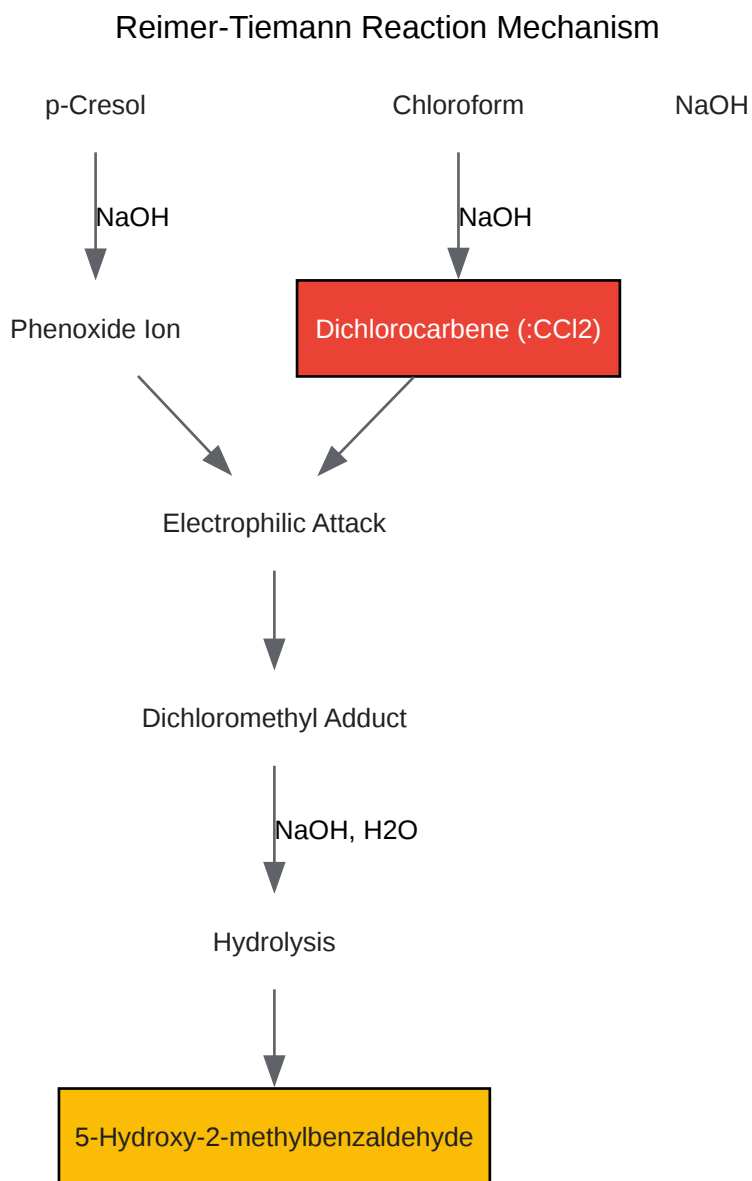 Reimer-Tiemann Reaction Mechanism
p-Cresol
Chloroform
NaOH
NaOH
NaOH
Phenoxide Ion
Dichlorocarbene (:CCl2)
Electrophilic Attack
Dichloromethyl Adduct
NaOH, H2O
Hydrolysis
5-Hydroxy-2-methylbenzaldehyde